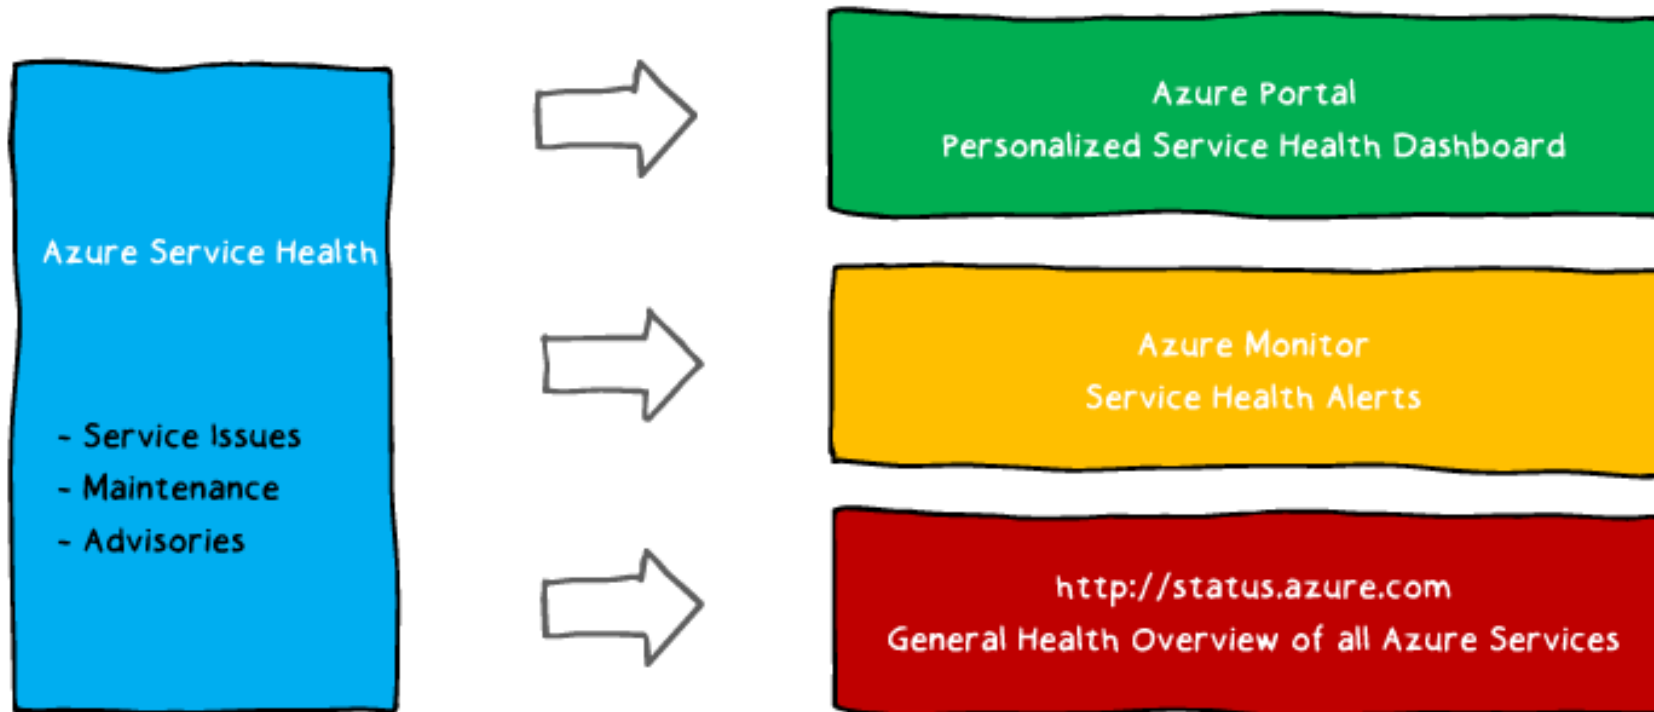 Azure Service Health
- Service Issues
- Maintenance
- Advisories
Azure Portal
Personalized Service Health Dashboard
Azure Monitor
Service Health Alerts
http://status.azure.com
General Health Overview of all Azure Services